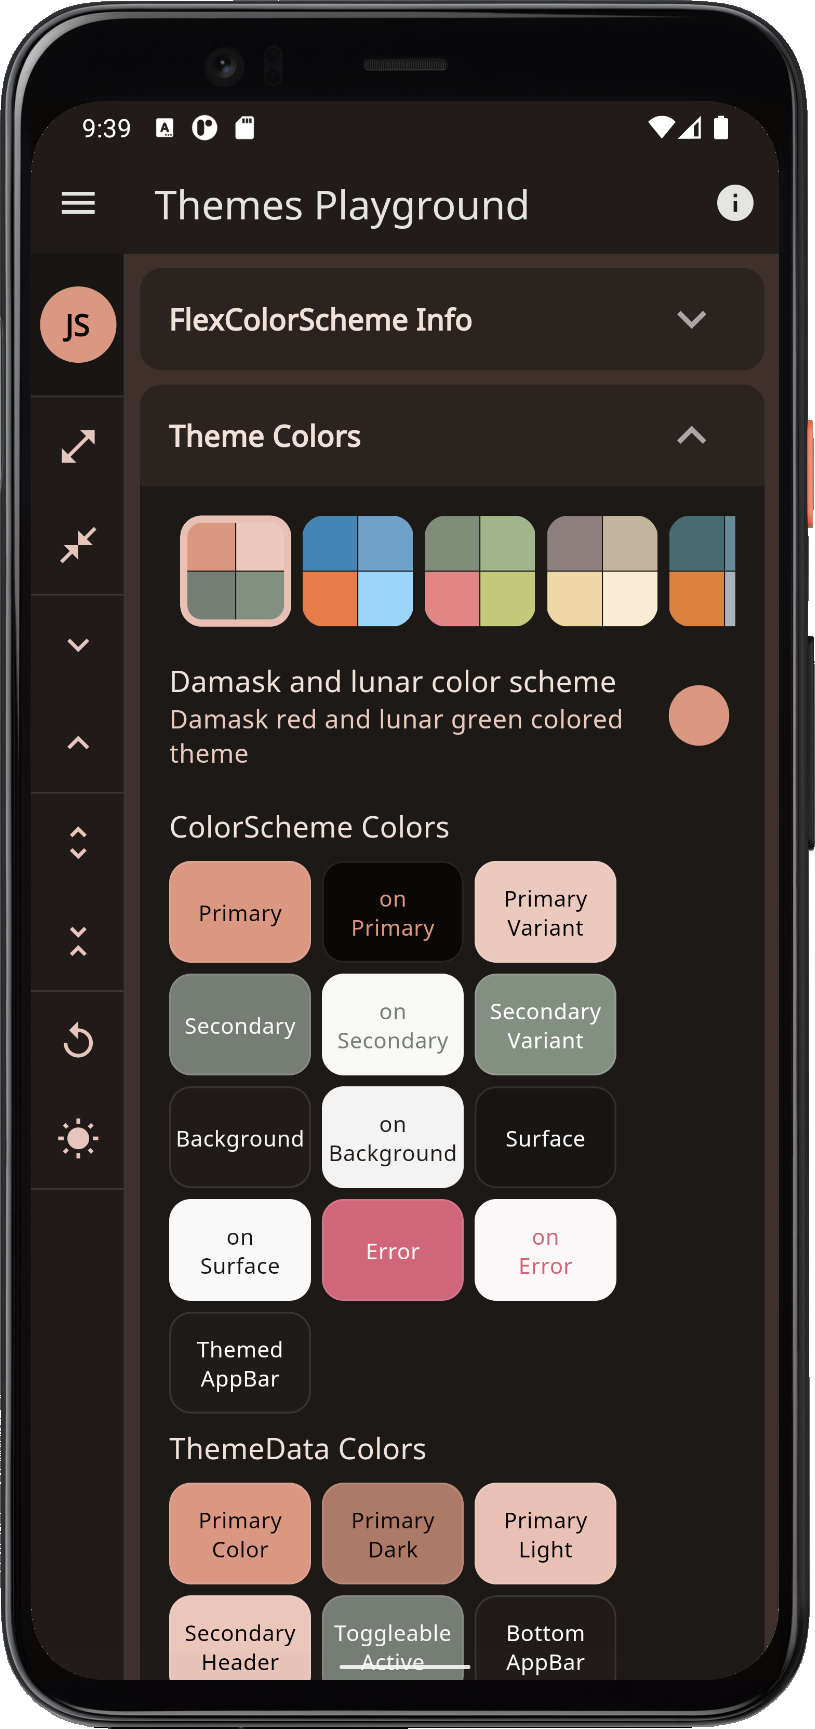 9:39
A
Themes Playground
JS
FlexColorScheme Info
Theme Colors
Damask and lunar color scheme
Damask red and lunar green colored
theme
ColorScheme Colors
Primary
on
Primary
Primary
Variant
Secondary
on
Secondary
Secondary
Variant
Background
on
Background
Surface
on
Surface
Error
on
Error
Themed
AppBar
ThemeData Colors
Primary
Color
Primary
Dark
Primary
Light
Secondary
Header
Toggleable
Active
Bottom
AppBar